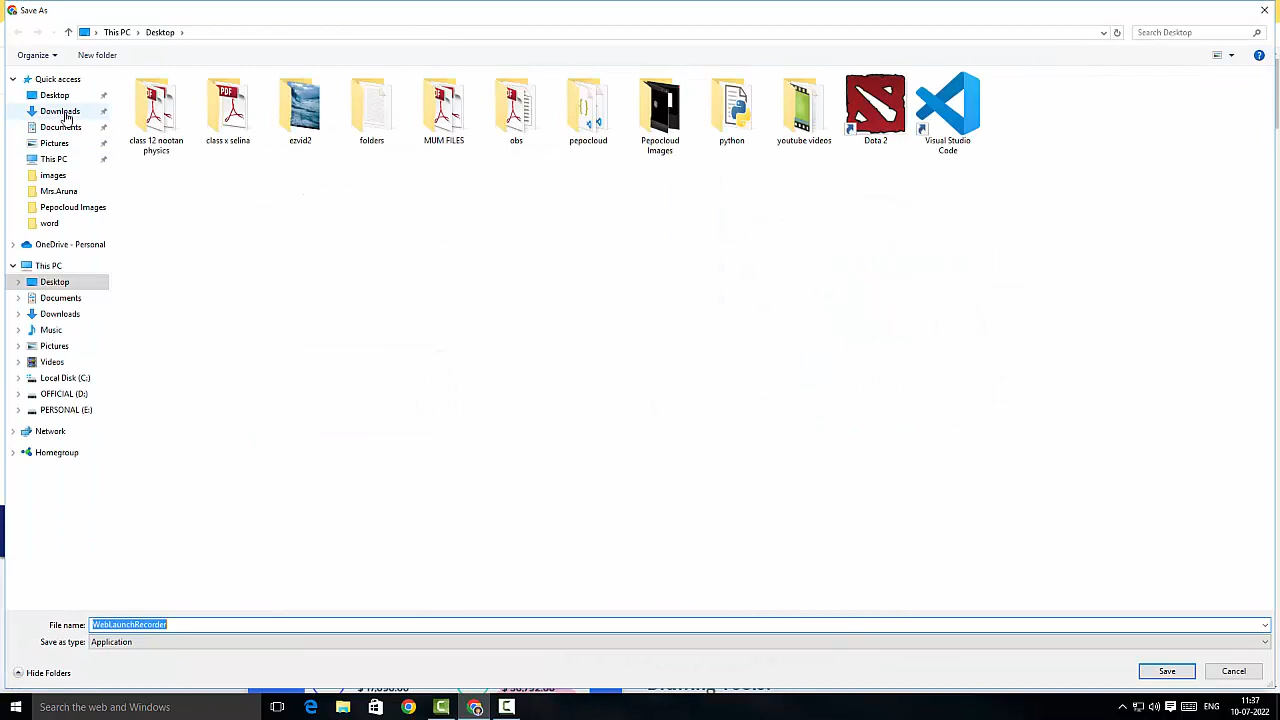 Save As
This PC
Desktop
Search Desktop
Organize
New folder
Quick access
Desktop
Downloads
Documents
Pictures
This PC
images
Mrs.Aruna
Pepocloud Images
word
OneDrive - Personal
This PC
Desktop
Documents
Downloads
Music
Pictures
Videos
Local Disk (C:)
OFFICIAL (D:)
PERSONAL (E:)
Network
Homegroup
class 12 nootan
physics
class x selina
ezvid2
folders
MUM FILES
obs
pepocloud
Pepocloud
Images
python
youtube videos
Dota 2
Visual Studio
Code
File name: WebLaunchRecorder
Save as type: Application
Hide Folders
Save
Cancel
Search the web and Windows
ENG
11:37
10-07-2022